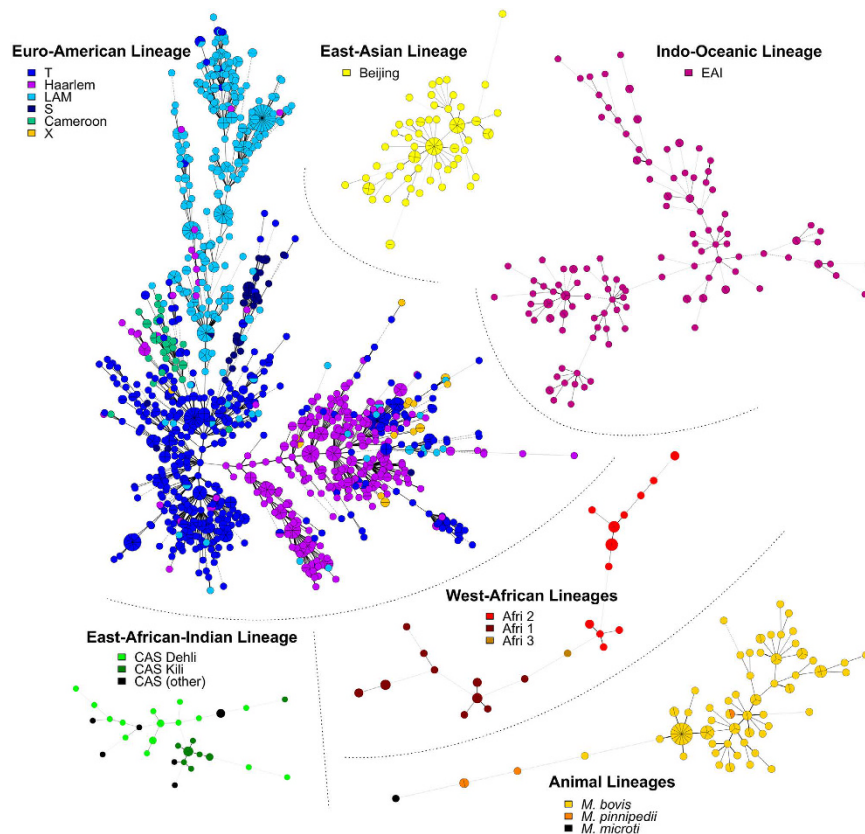 Euro-American Lineage
T
Haarlem
LAM
S
Cameroon
X
East-Asian Lineage
Beijing
Indo-Oceanic Lineage
EAI
West-African Lineages
Afri 2
Afri 1
Afri 3
East-African-Indian Lineage
CAS Dehli
CAS Kili
CAS (other)
Animal Lineages
M. bovis
M. pinnipedii
M. microti